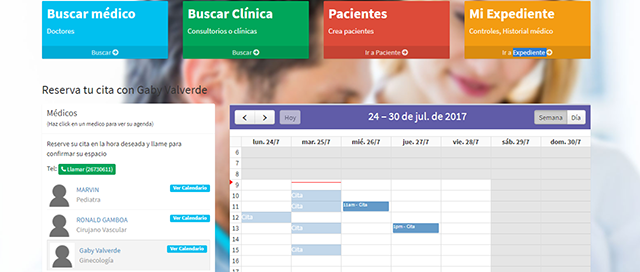 Buscar médico
Doctores
Buscar
Buscar Clínica
Consultorios o clínicas
Buscar
Pacientes
Crea pacientes
Ir a Paciente
Mi Expediente
Controles, Historial médico
Ir a Expediente
Reserva tu cita con Gaby Valverde
Médicos
(Haz click en un medico para ver su agenda)
Reserve su cita en la hora deseada y llame para
confirmar su espacio
Tel: Llamar (26730611)
MARVIN Ver Calendario
Pediatra
RONALD GAMBOA Ver Calendario
Cirujano Vascular
Gaby Valverde Ver Calendario
Ginecología
Hoy 24 – 30 de jul. de 2017 Semana Día
lun. 24/7 mar. 25/7 mié. 26/7 jue. 27/7 vie. 28/7 sáb. 29/7 dom. 30/7
6
7
8
9
10 Cita
11 Cita 11am - Cita
12 Cita
13 Cita 1pm - Cita
14
15 Cita
16